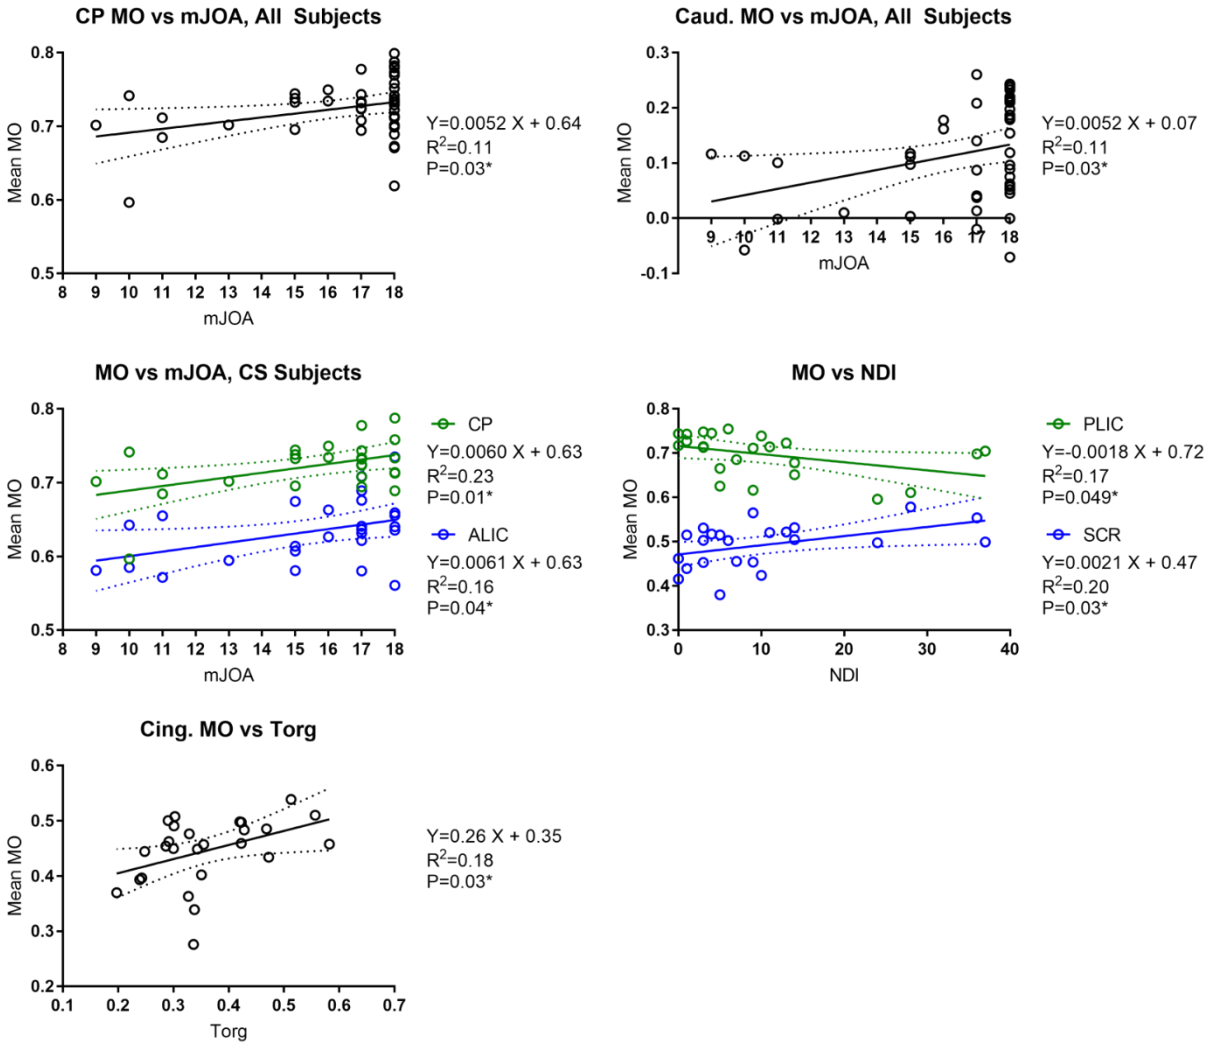 CP MO vs mJOA, All Subjects
0.8
0.7
0.6
0.5
Mean MO
8 9 10 11 12 13 14 15 16 17 18
mJOA
Y=0.0052 X + 0.64
R²=0.11
P=0.03*
Caud. MO vs mJOA, All Subjects
0.3
0.2
0.1
0.0
-0.1
Mean MO
9 10 11 12 13 14 15 16 17 18
mJOA
Y=0.0052 X + 0.07
R²=0.11
P=0.03*
MO vs mJOA, CS Subjects
0.8
0.7
0.6
0.5
Mean MO
8 9 10 11 12 13 14 15 16 17 18
mJOA
CP
Y=0.0060 X + 0.63
R²=0.23
P=0.01*
ALIC
Y=0.0061 X + 0.63
R²=0.16
P=0.04*
MO vs NDI
0.8
0.7
0.6
0.5
0.4
0.3
Mean MO
0 10 20 30 40
NDI
PLIC
Y=-0.0018 X + 0.72
R²=0.17
P=0.049*
SCR
Y=0.0021 X + 0.47
R²=0.20
P=0.03*
Cing. MO vs Torg
0.6
0.5
0.4
0.3
0.2
Mean MO
0.1 0.2 0.3 0.4 0.5 0.6 0.7
Torg
Y=0.26 X + 0.35
R²=0.18
P=0.03*